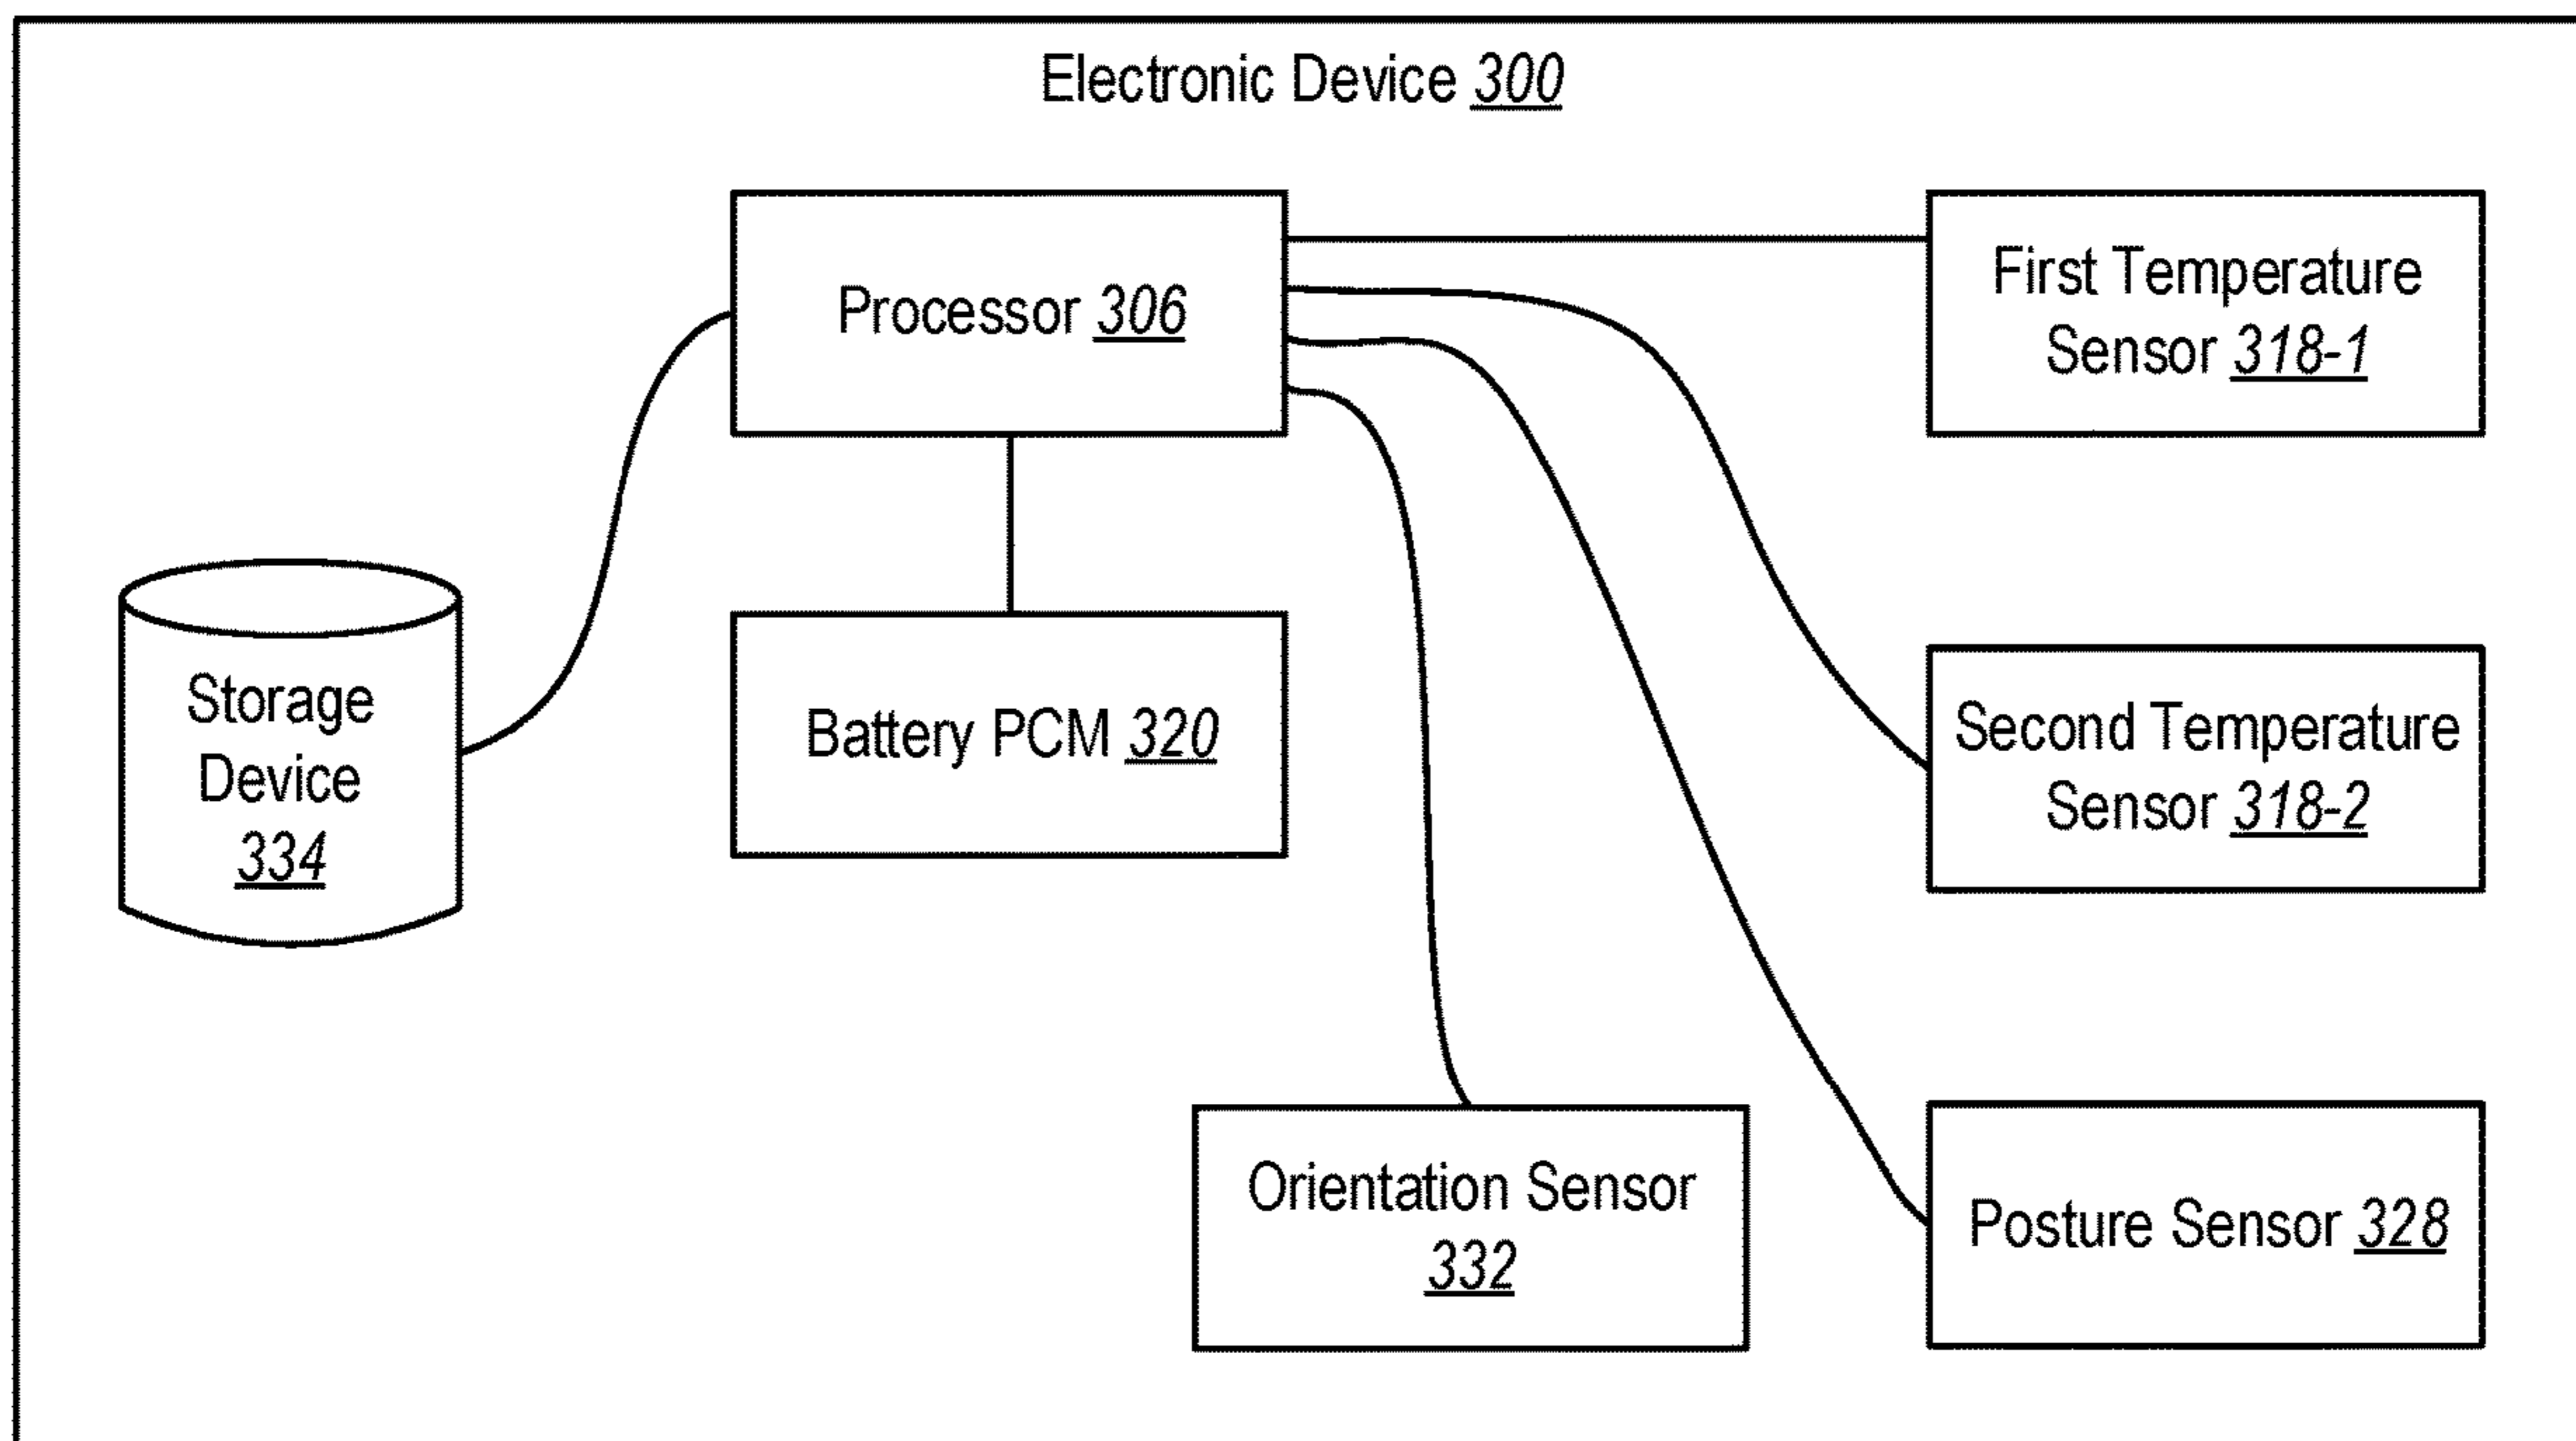 Electronic Device 300
Processor 306
First Temperature
Sensor 318-1
Storage
Device
334
Battery PCM 320
Second Temperature
Sensor 318-2
Orientation Sensor
332
Posture Sensor 328